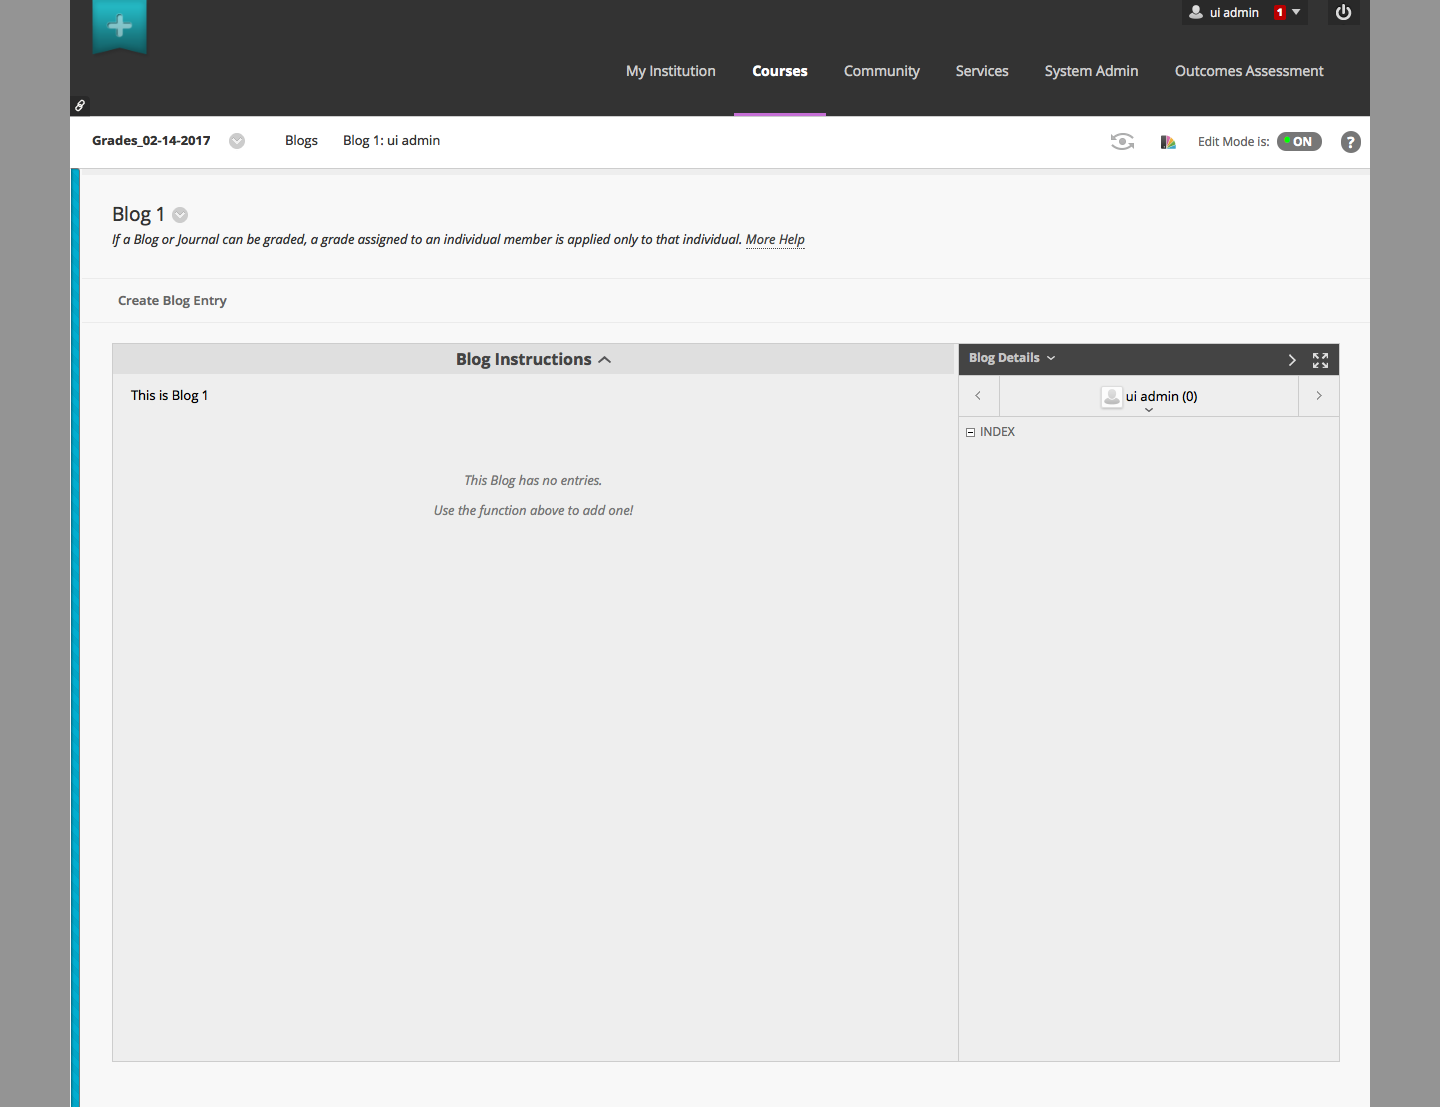 ui admin 1
My Institution Courses Community Services System Admin Outcomes Assessment
Grades_02-14-2017 Blogs Blog 1: ui admin Edit Mode is: ON ?
Blog 1
If a Blog or Journal can be graded, a grade assigned to an individual member is applied only to that individual. More Help
Create Blog Entry
Blog Instructions
This is Blog 1
This Blog has no entries.
Use the function above to add one!
Blog Details
ui admin (0)
INDEX